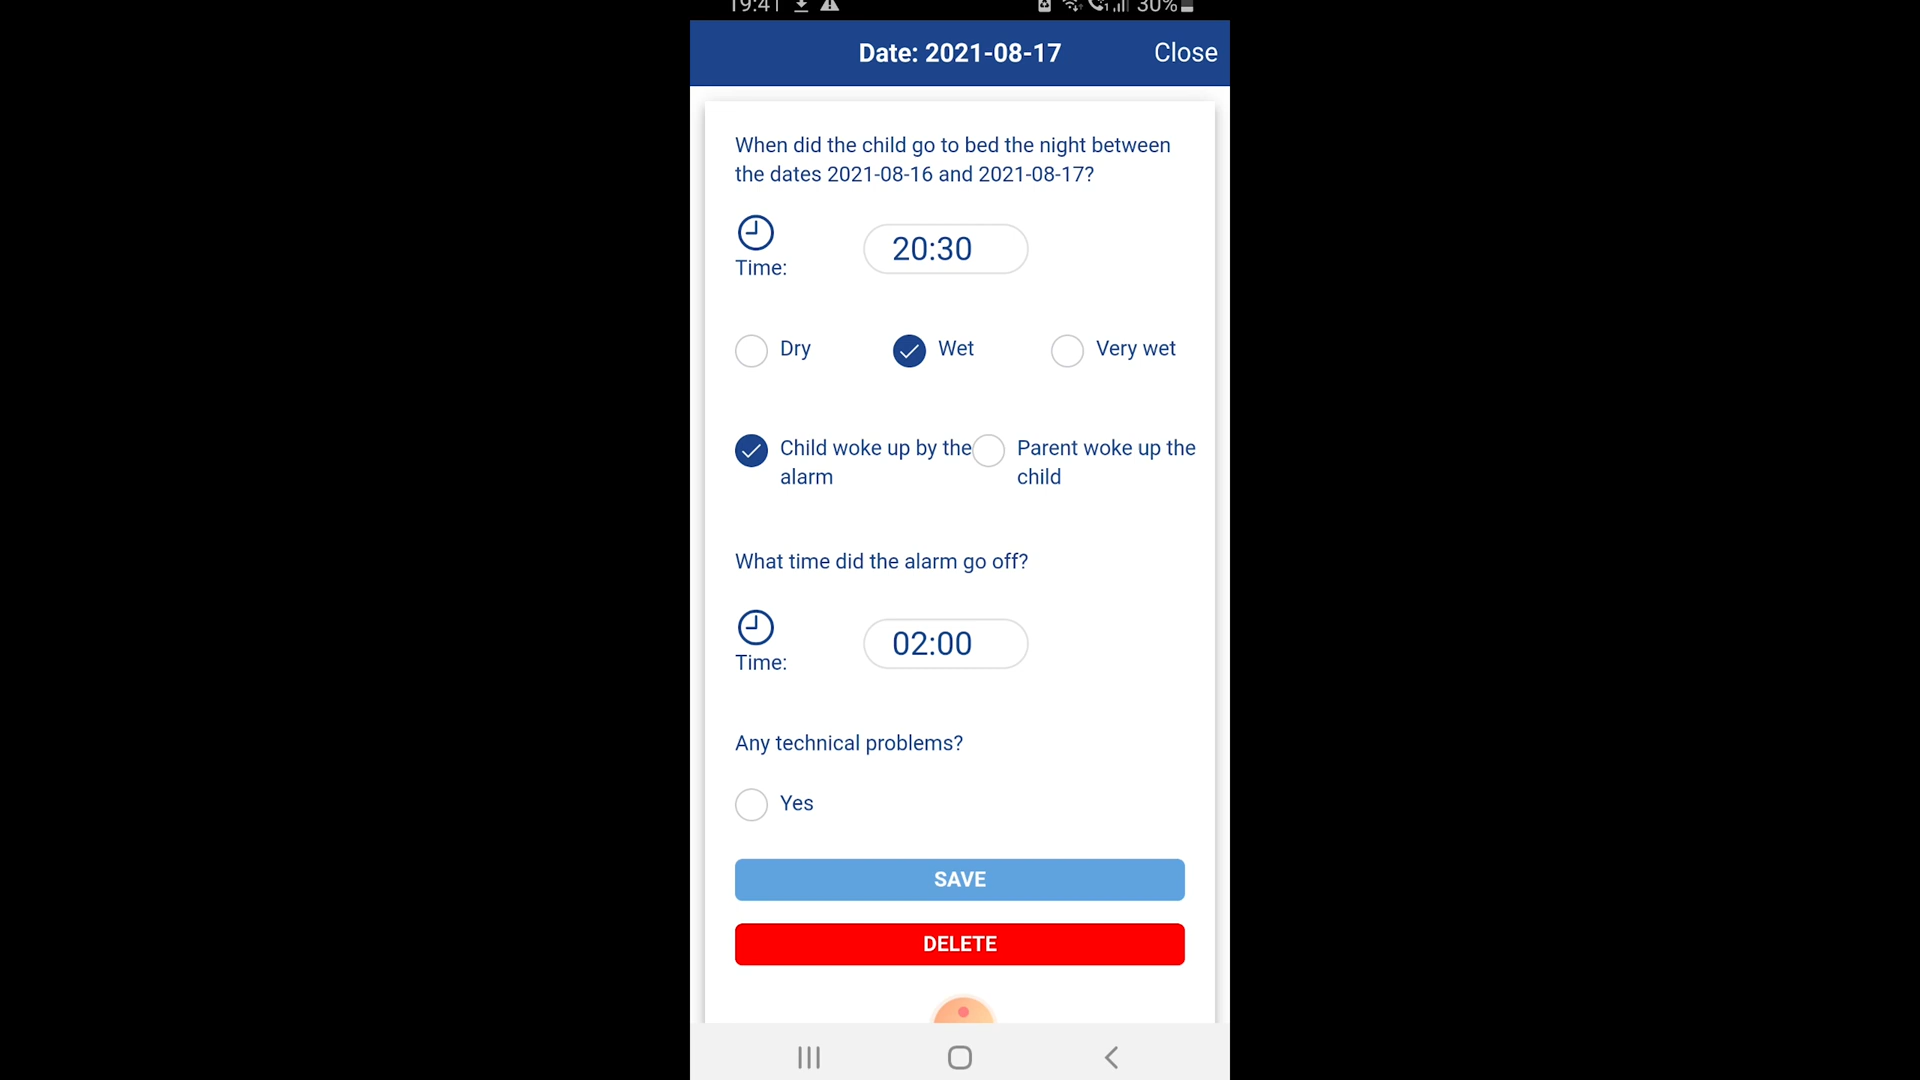 19:41 30%
Date: 2021-08-17 Close
When did the child go to bed the night between
the dates 2021-08-16 and 2021-08-17?
Time: 20:30
Dry Wet Very wet
Child woke up by the Parent woke up the
alarm child
What time did the alarm go off?
Time: 02:00
Any technical problems?
Yes
SAVE
DELETE